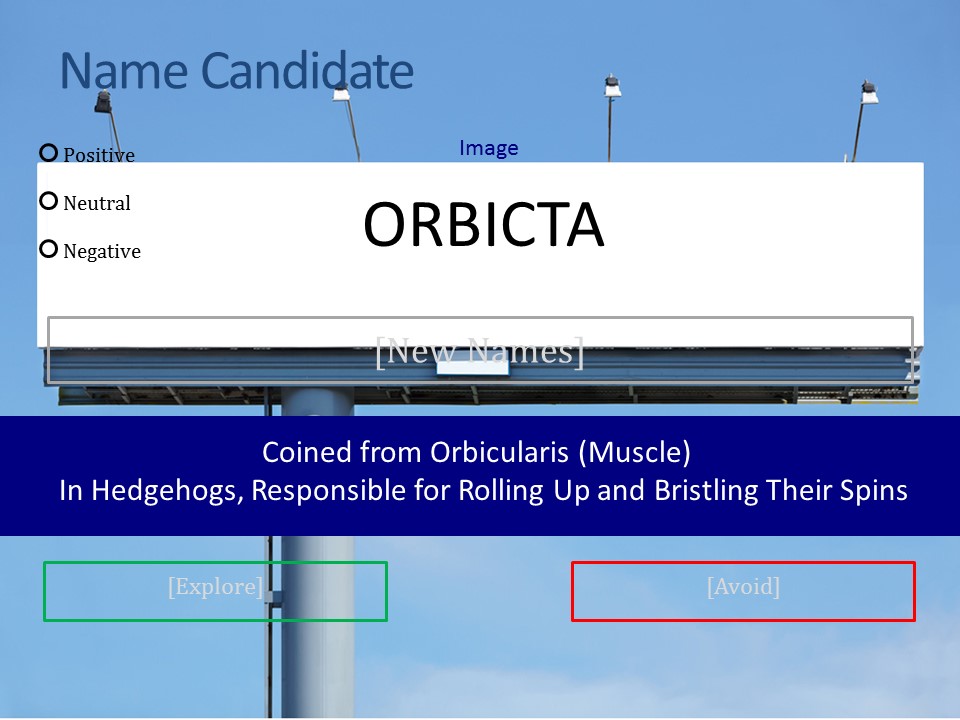 Name Candidate
Image
Positive
Neutral
Negative
ORBICTA
[New Names]
Coined from Orbicularis (Muscle)
In Hedgehogs, Responsible for Rolling Up and Bristling Their Spins
[Explore]
[Avoid]